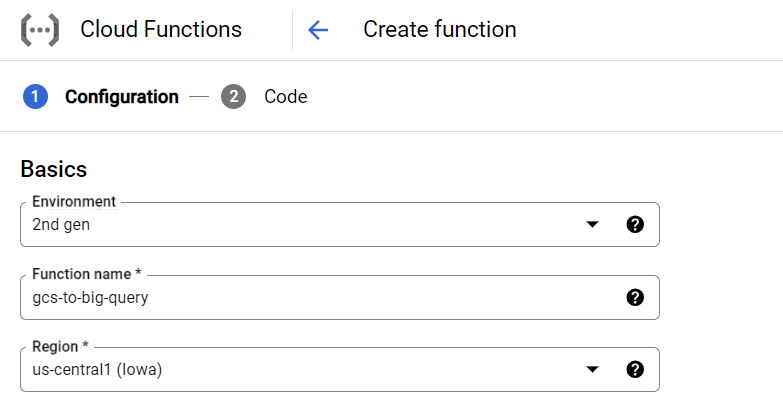 Cloud Functions Create function
1 Configuration — 2 Code
Basics
Environment
2nd gen
Function name *
gcs-to-big-query
Region *
us-central1 (Iowa)